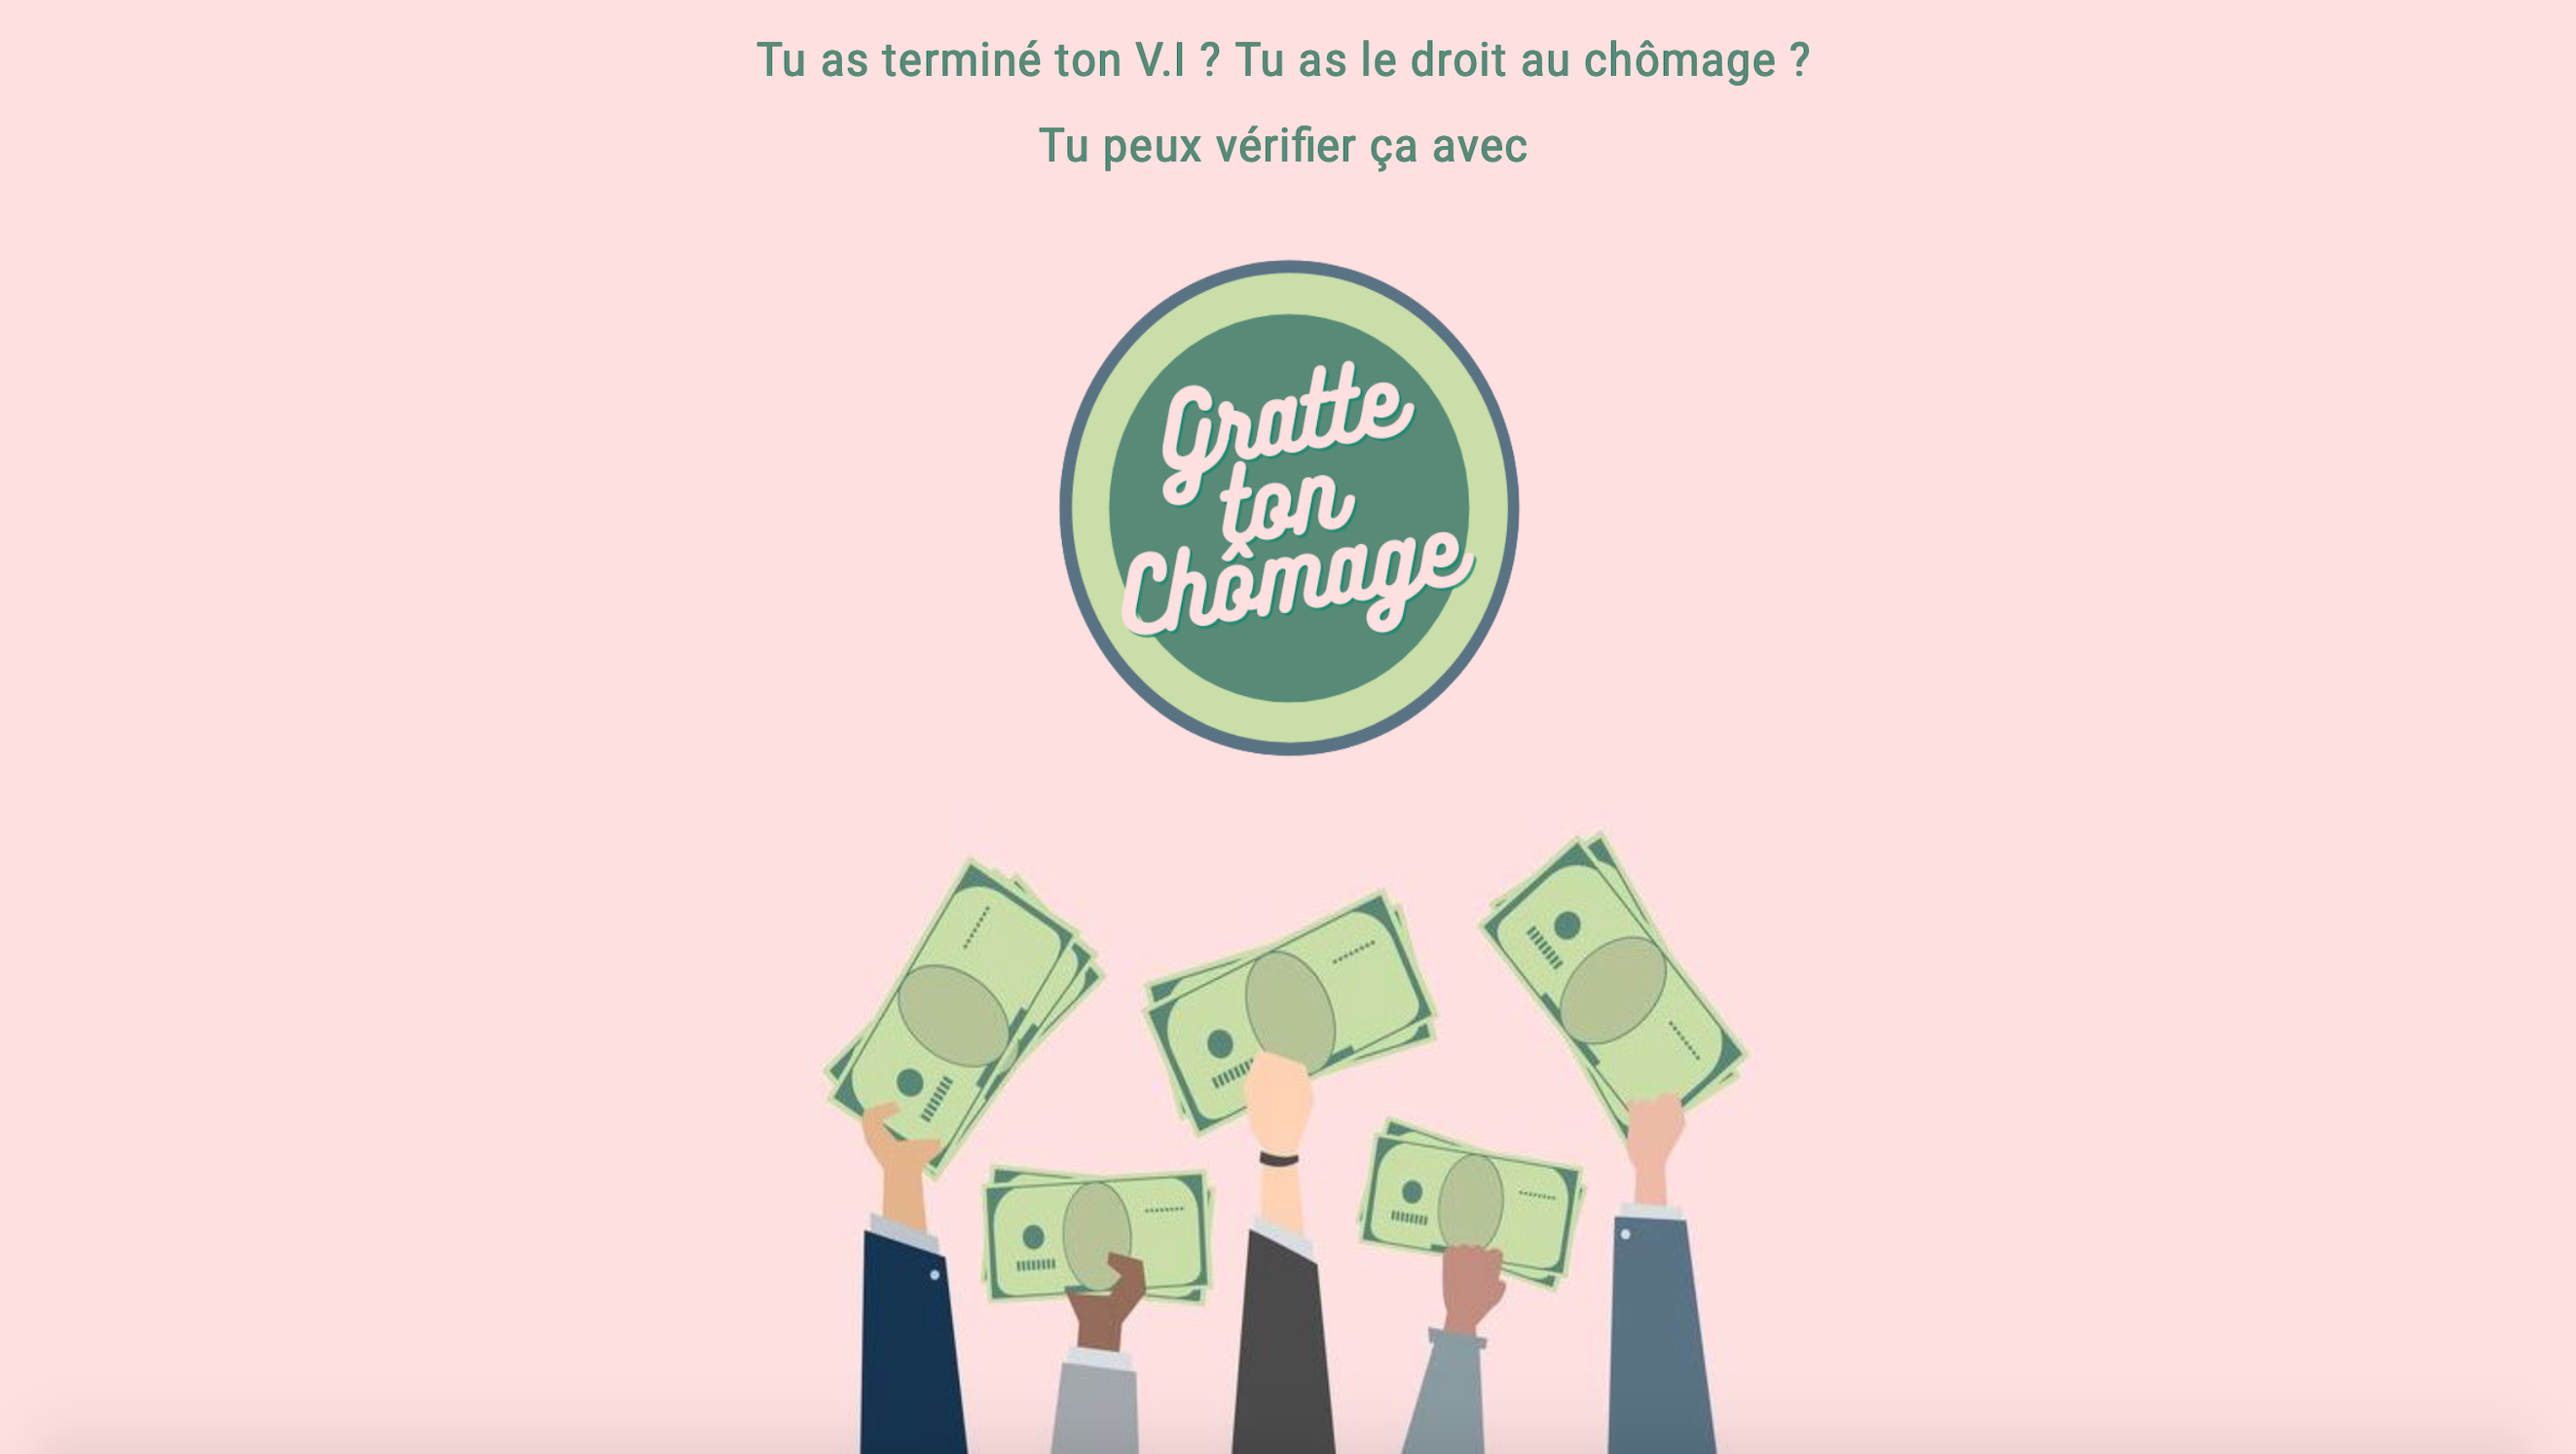 Tu as terminé ton V.I ? Tu as le droit au chômage ?
Tu peux vérifier ça avec
Gratte
ton
Chômage